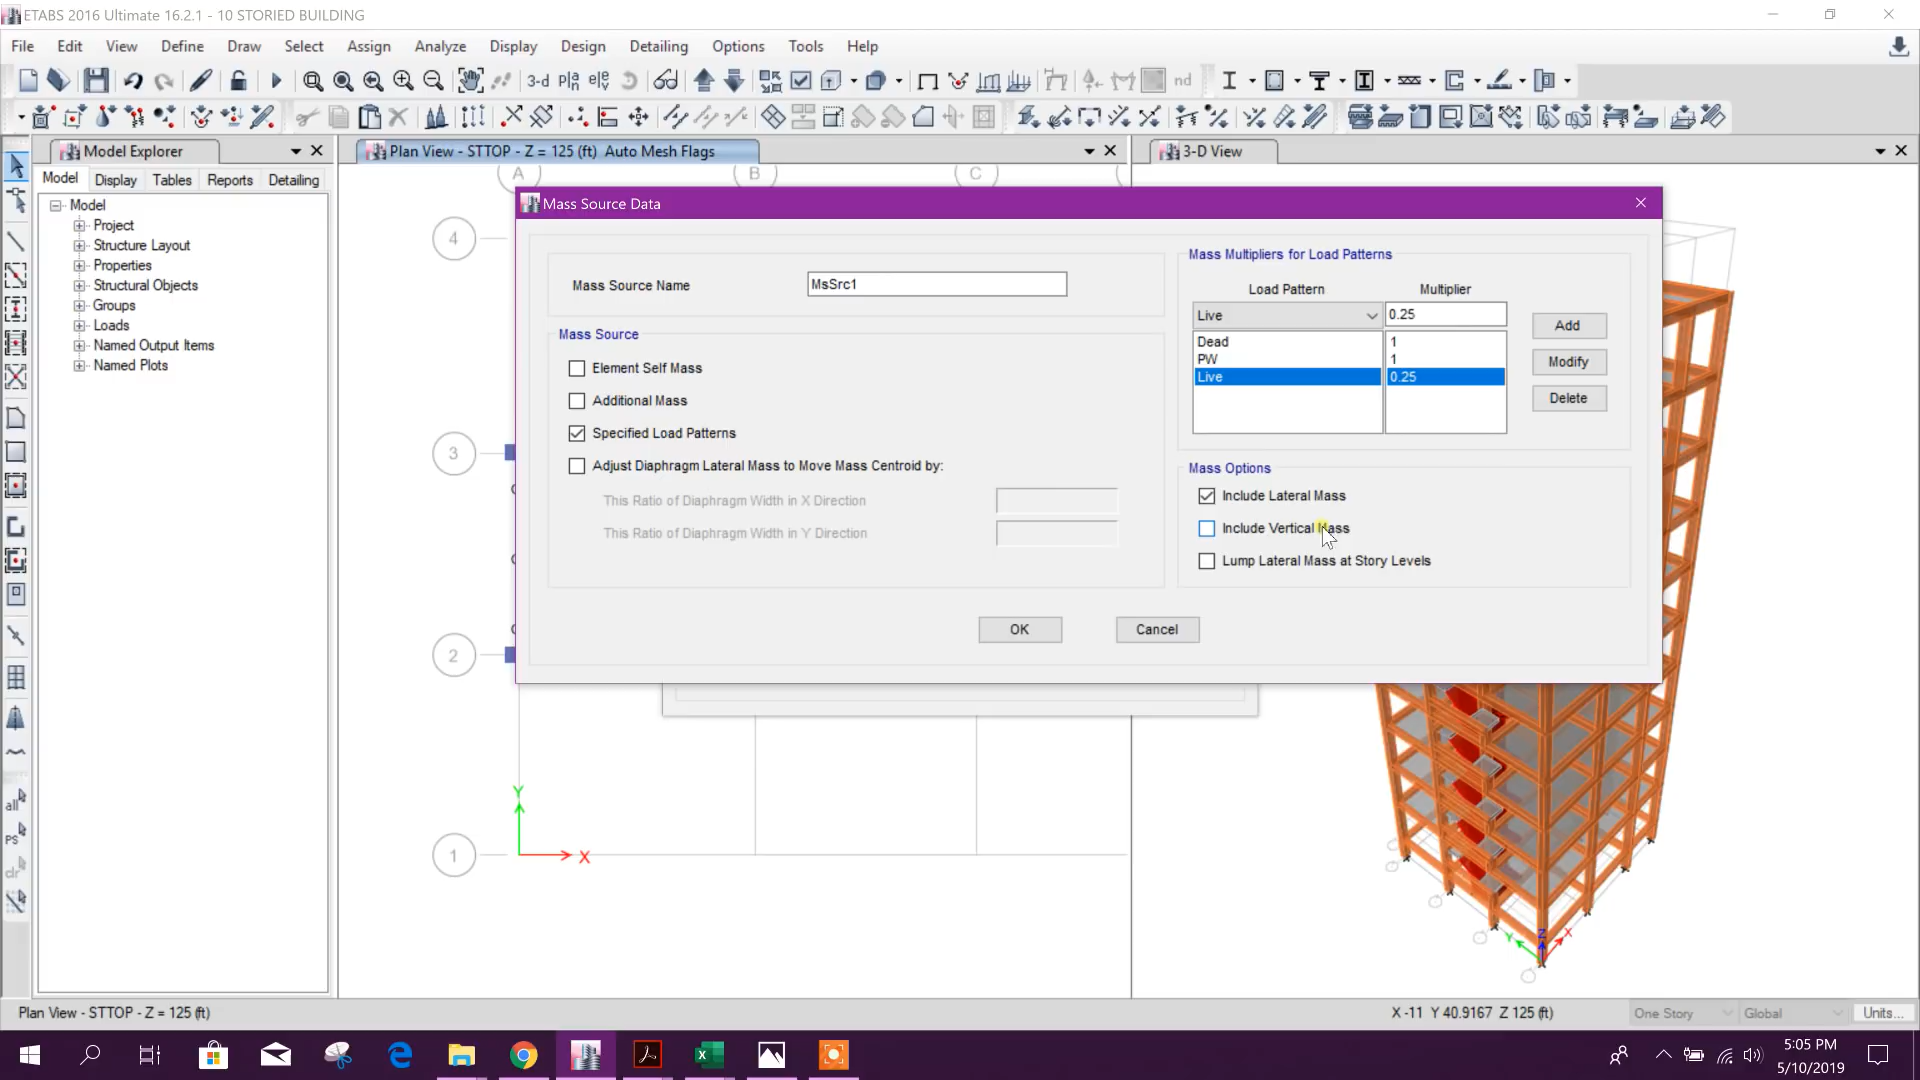 ETABS 2016 Ultimate 16.2.1 - 10 STORIED BUILDING
File Edit View Define Draw Select Assign Analyze Display Design Detailing Options Tools Help
3-d
nd
Model Explorer
Plan View - STTOP - Z = 125 (ft) Auto Mesh Flags
3-D View
Model Display Tables Reports Detailing
Model
Project
Structure Layout
Properties
Structural Objects
Groups
Loads
Named Output Items
Named Plots
A B C
4
3
2
1
Y
X
Mass Source Data
Mass Source Name MsSrc1
Mass Source
Element Self Mass
Additional Mass
Specified Load Patterns
Adjust Diaphragm Lateral Mass to Move Mass Centroid by:
This Ratio of Diaphragm Width in X Direction
This Ratio of Diaphragm Width in Y Direction
Mass Multipliers for Load Patterns
Load Pattern Multiplier
Live 0.25
Dead 1
PW 1
Live 0.25
Add
Modify
Delete
Mass Options
Include Lateral Mass
Include Vertical Mass
Lump Lateral Mass at Story Levels
OK Cancel
Y Z X
all
PS
clr
Plan View - STTOP - Z = 125 (ft)
X -11 Y 40.9167 Z 125 (ft)
One Story Global Units...
5:05 PM
5/10/2019